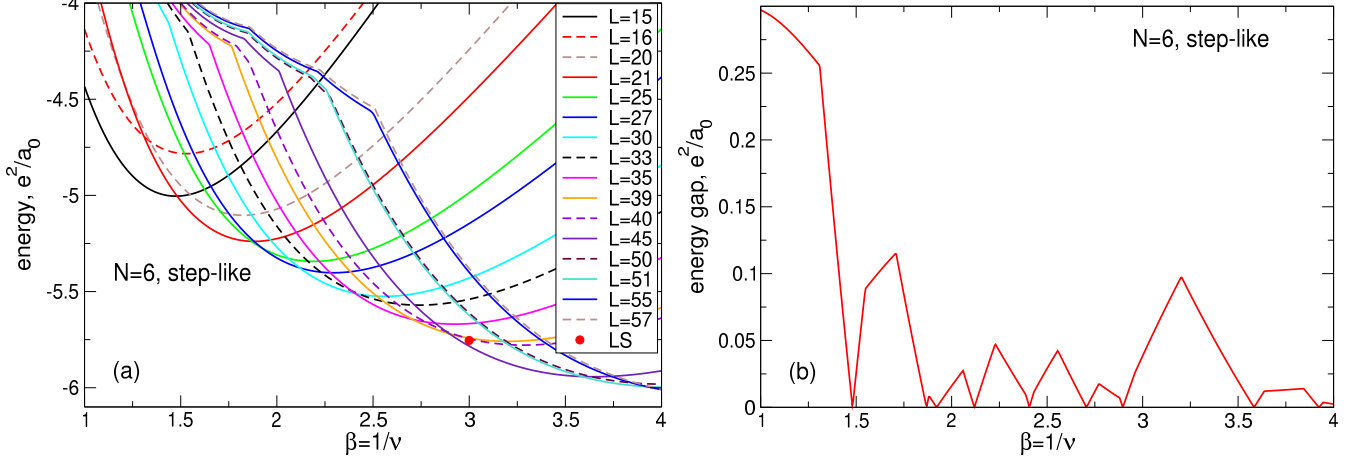 -4
-4.5
-5
-5.5
-6
energy, e²/a₀
1
1.5
2
2.5
3
3.5
4
β=1/ν
N=6, step-like
(a)
L=15
L=16
L=20
L=21
L=25
L=27
L=30
L=33
L=35
L=39
L=40
L=45
L=50
L=51
L=55
L=57
LS
0.25
0.2
0.15
0.1
0.05
0
energy gap, e²/a₀
1
1.5
2
2.5
3
3.5
4
β=1/ν
N=6, step-like
(b)